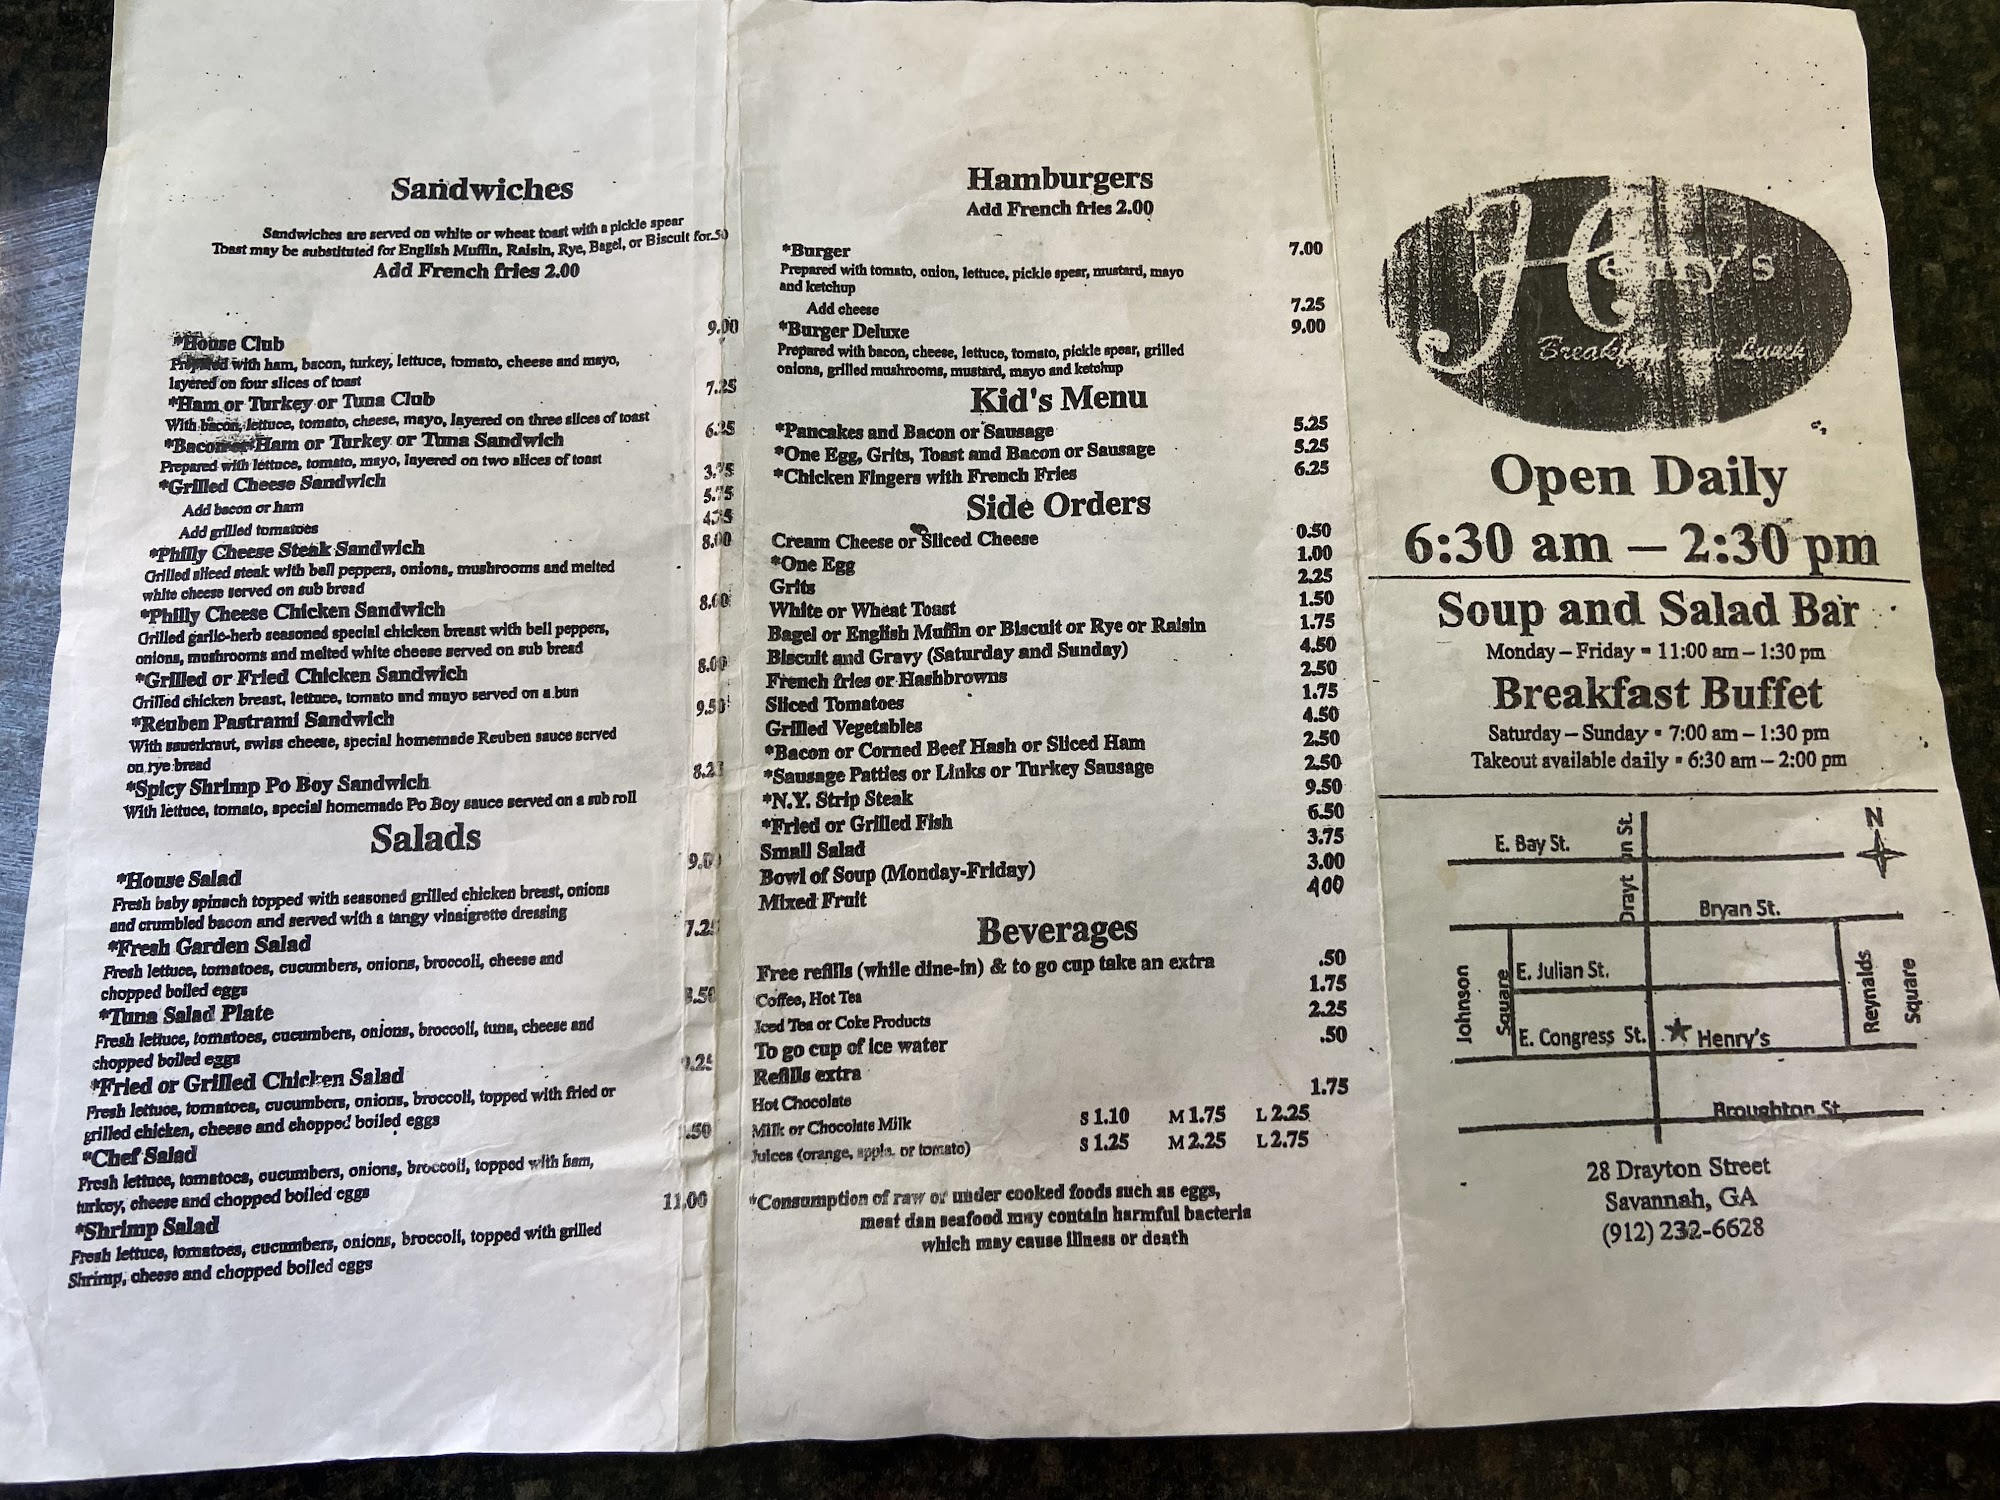 Sandwiches
Sandwiches are served on white or wheat toast with a pickle spear
Toast may be substituted for English Muffin, Raisin, Rye, Bagel, or Biscuit for.50
Add French fries 2.00
*House Club 9.00
Prepared with ham, bacon, turkey, lettuce, tomato, cheese and mayo,
layered on four slices of toast
*Ham or Turkey or Tuna Club 7.25
With bacon, lettuce, tomato, cheese, mayo, layered on three slices of toast
*Bacon or Ham or Turkey or Tuna Sandwich 6.25
Prepared with lettuce, tomato, mayo, layered on two slices of toast
*Grilled Cheese Sandwich 3.75
Add bacon or ham 5.75
Add grilled tomatoes 4.75
*Philly Cheese Steak Sandwich 8.00
Grilled sliced steak with bell peppers, onions, mushrooms and melted
white cheese served on sub bread
*Philly Cheese Chicken Sandwich 8.00
Grilled garlic-herb seasoned special chicken breast with bell peppers,
onions, mushrooms and melted white cheese served on sub bread
*Grilled or Fried Chicken Sandwich 8.00
Grilled chicken breast, lettuce, tomato and mayo served on a bun
*Reuben Pastrami Sandwich 9.50
With sauerkraut, swiss cheese, special homemade Reuben sauce served
on rye bread
*Spicy Shrimp Po Boy Sandwich 8.25
With lettuce, tomato, special homemade Po Boy sauce served on a sub roll
Salads
*House Salad 9.00
Fresh baby spinach topped with seasoned grilled chicken breast, onions
and crumbled bacon and served with a tangy vinaigrette dressing
*Fresh Garden Salad 7.25
Fresh lettuce, tomatoes, cucumbers, onions, broccoli, cheese and
chopped boiled eggs
*Tuna Salad Plate
Fresh lettuce, tomatoes, cucumbers, onions, broccoli, tuna, cheese and
chopped boiled eggs
*Fried or Grilled Chicken Salad
Fresh lettuce, tomatoes, cucumbers, onions, broccoli, topped with fried or
grilled chicken, cheese and chopped boiled eggs
*Chef Salad
Fresh lettuce, tomatoes, cucumbers, onions, broccoli, topped with ham,
turkey, cheese and chopped boiled eggs
*Shrimp Salad 11.00
Fresh lettuce, tomatoes, cucumbers, onions, broccoli, topped with grilled
Shrimp, cheese and chopped boiled eggs
Hamburgers
Add French fries 2.00
*Burger 7.00
Prepared with tomato, onion, lettuce, pickle spear, mustard, mayo
and ketchup
Add cheese 7.25
*Burger Deluxe 9.00
Prepared with bacon, cheese, lettuce, tomato, pickle spear, grilled
onions, grilled mushrooms, mustard, mayo and ketchup
Kid's Menu
*Pancakes and Bacon or Sausage 5.25
*One Egg, Grits, Toast and Bacon or Sausage 5.25
*Chicken Fingers with French Fries 6.25
Side Orders
Cream Cheese or Sliced Cheese 0.50
*One Egg 1.00
Grits 2.25
White or Wheat Toast 1.50
Bagel or English Muffin or Biscuit or Rye or Raisin 1.75
Biscuit and Gravy (Saturday and Sunday) 4.50
French fries or Hashbrowns 2.50
Sliced Tomatoes 1.75
Grilled Vegetables 4.50
*Bacon or Corned Beef Hash or Sliced Ham 2.50
*Sausage Patties or Links or Turkey Sausage 2.50
*N.Y. Strip Steak 9.50
*Fried or Grilled Fish 6.50
Small Salad 3.75
Bowl of Soup (Monday-Friday) 3.00
Mixed Fruit 400
Beverages
Free refills (while dine-in) & to go cup take an extra .50
Coffee, Hot Tea 1.75
Iced Tea or Coke Products 2.25
To go cup of ice water .50
Refills extra
Hot Chocolate 1.75
Milk or Chocolate Milk S 1.10 M 1.75 L 2.25
Juices (orange, apple, or tomato) S 1.25 M 2.25 L 2.75
*Consumption of raw or under cooked foods such as eggs,
meat dan seafood may contain harmful bacteria
which may cause illness or death
Henry's
Breakfast and Lunch
Open Daily
6:30 am – 2:30 pm
Soup and Salad Bar
Monday – Friday • 11:00 am – 1:30 pm
Breakfast Buffet
Saturday – Sunday • 7:00 am – 1:30 pm
Takeout available daily • 6:30 am – 2:00 pm
N
E. Bay St.
Drayton St.
Bryan St.
Johnson Square
E. Julian St.
Reynalds Square
E. Congress St.
★ Henry's
Broughton St
28 Drayton Street
Savannah, GA
(912) 232-6628